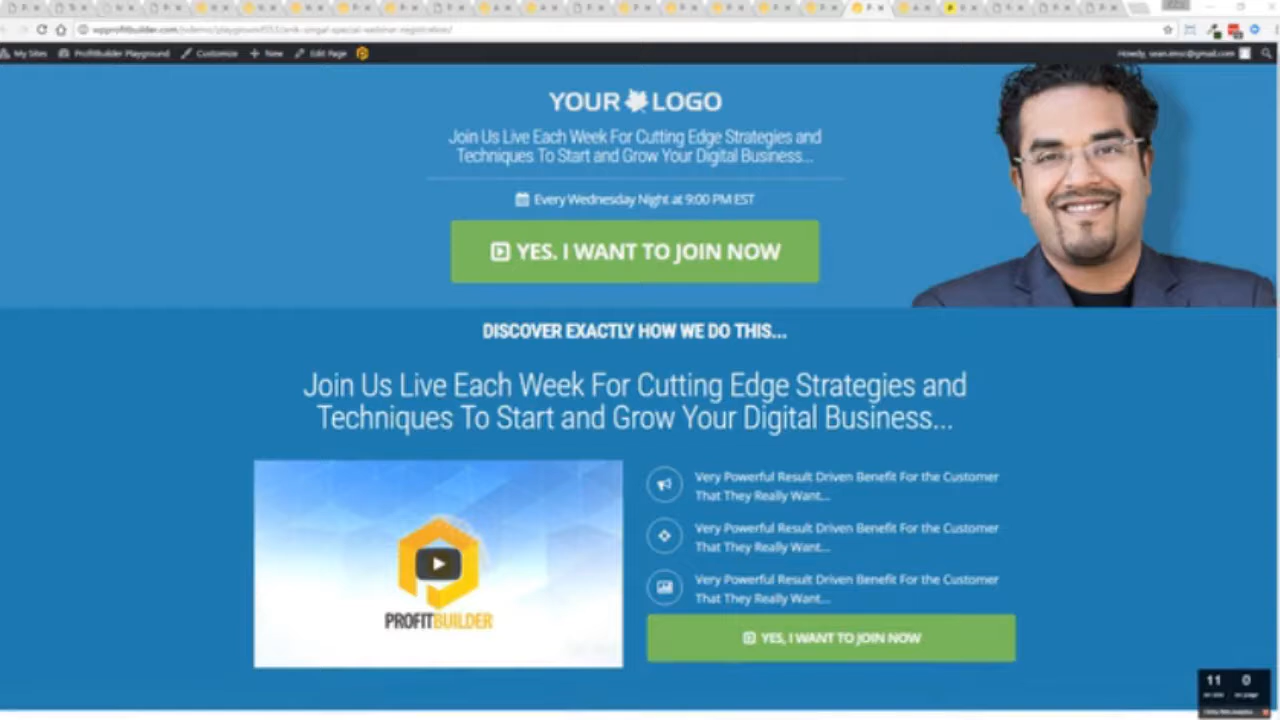 My Sites ProfitBuilder Playground Customize + New Edit Page
YOUR LOGO
Join Us Live Each Week For Cutting Edge Strategies and
Techniques To Start and Grow Your Digital Business...
Every Wednesday Night at 9:00 PM EST
YES. I WANT TO JOIN NOW
DISCOVER EXACTLY HOW WE DO THIS...
Join Us Live Each Week For Cutting Edge Strategies and
Techniques To Start and Grow Your Digital Business...
Very Powerful Result Driven Benefit For the Customer
That They Really Want...
Very Powerful Result Driven Benefit For the Customer
That They Really Want...
Very Powerful Result Driven Benefit For the Customer
That They Really Want...
PROFITBUILDER
YES, I WANT TO JOIN NOW
11 0